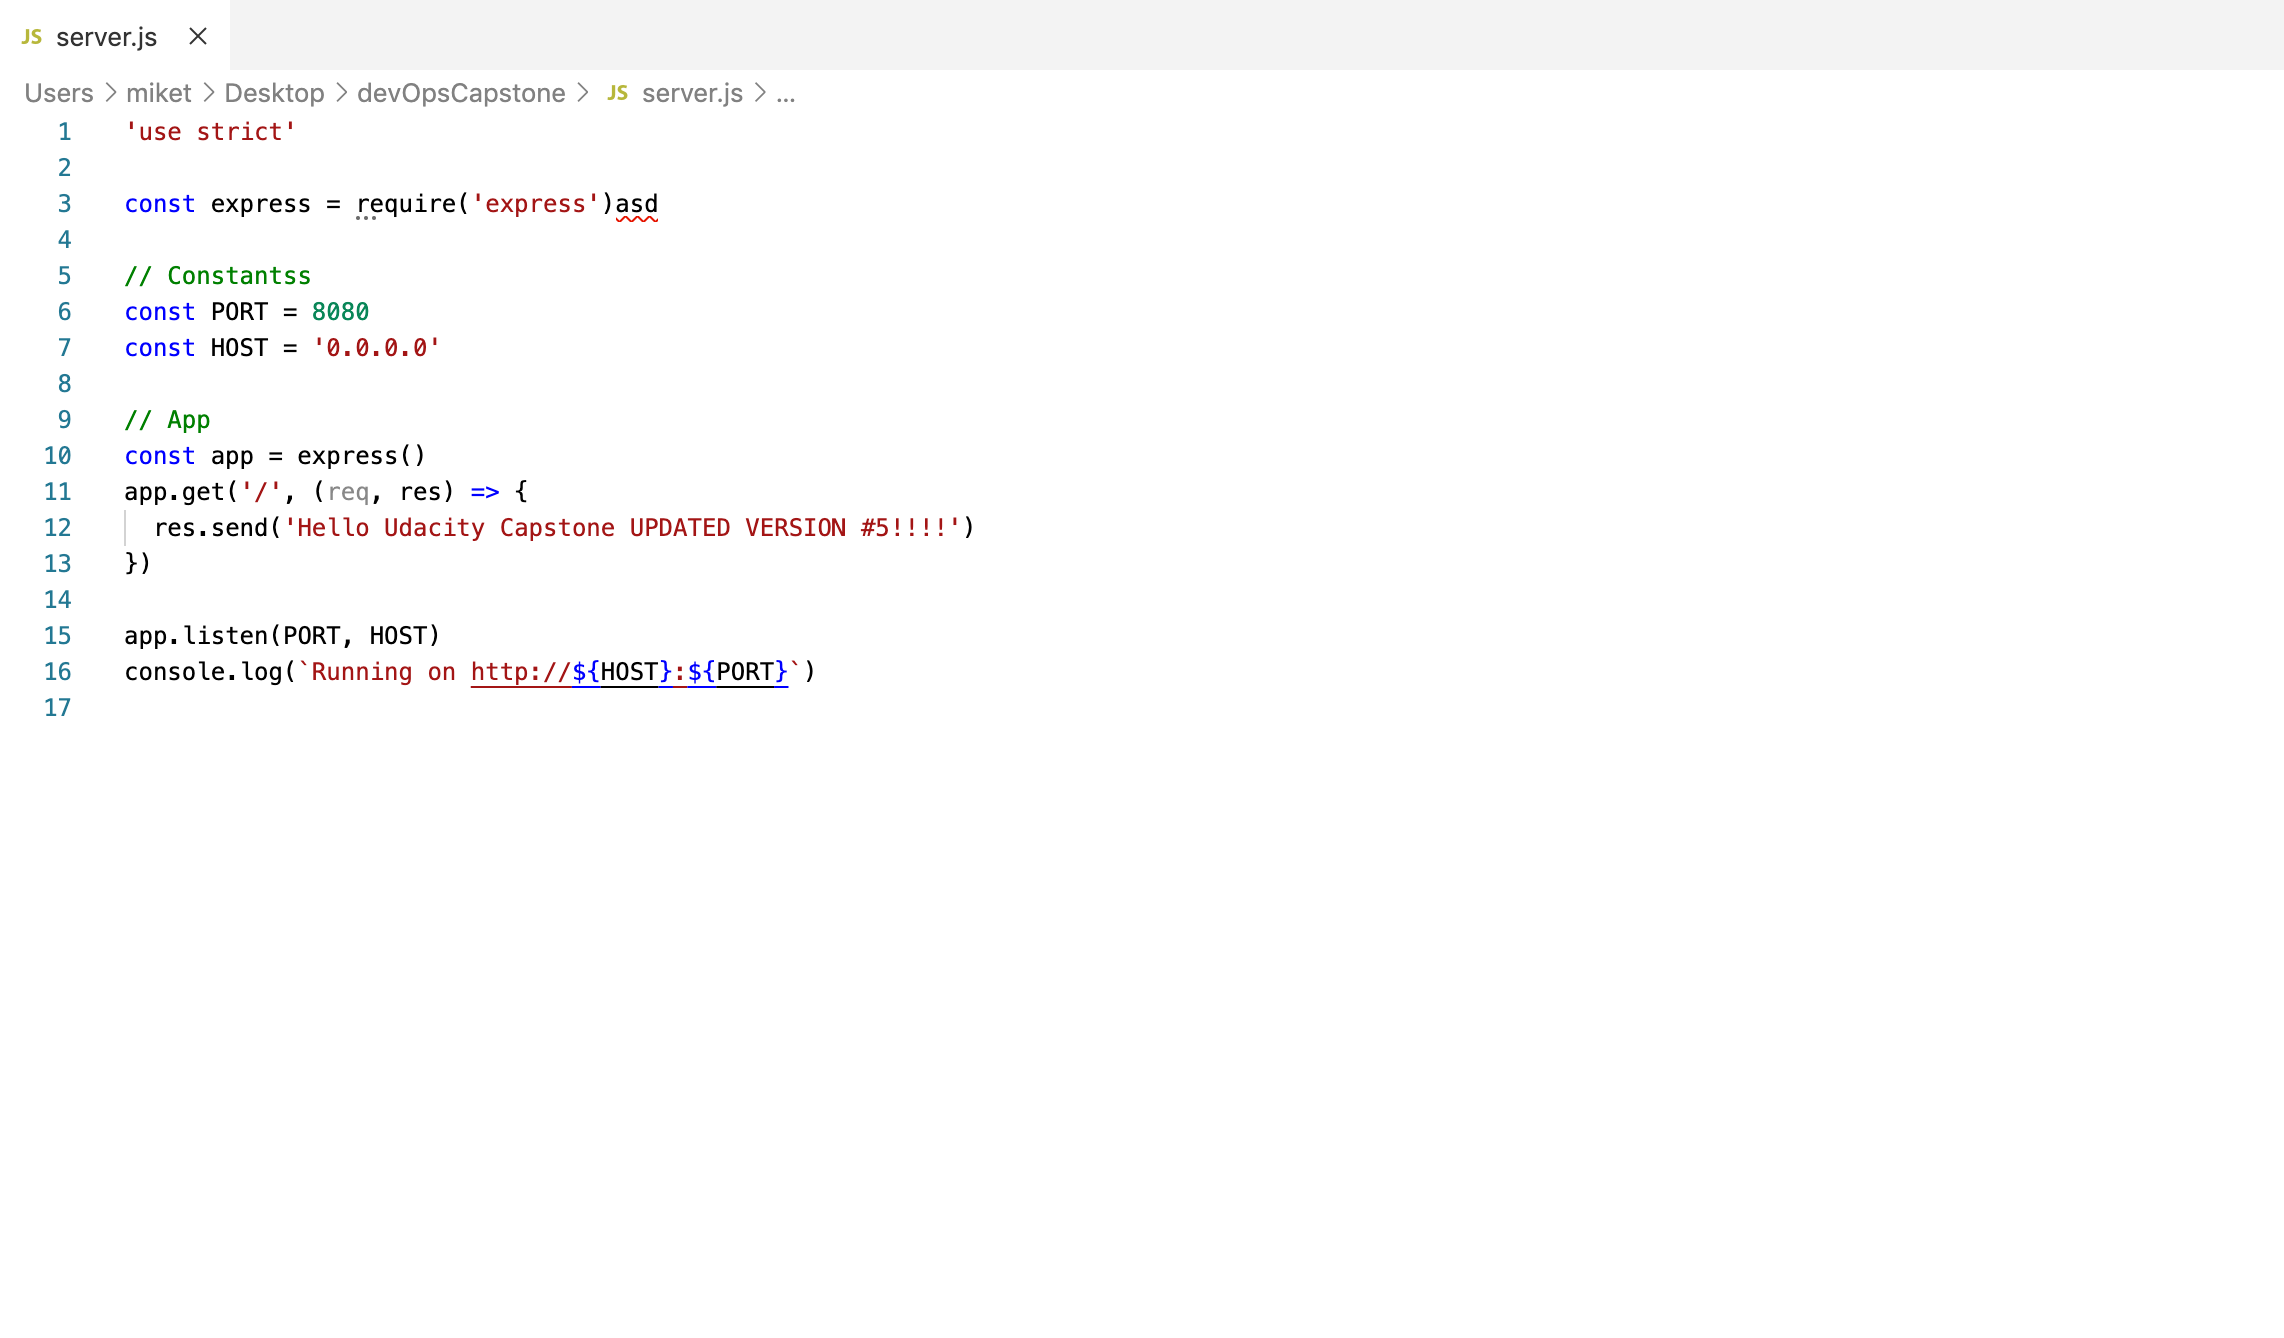 JS server.js ×
Users > miket > Desktop > devOpsCapstone > JS server.js > ...
1 'use strict'
2
3 const express = require('express')asd
4
5 // Constantss
6 const PORT = 8080
7 const HOST = '0.0.0.0'
8
9 // App
10 const app = express()
11 app.get('/', (req, res) => {
12   res.send('Hello Udacity Capstone UPDATED VERSION #5!!!!')
13 })
14
15 app.listen(PORT, HOST)
16 console.log(`Running on http://${HOST}:${PORT}`)
17